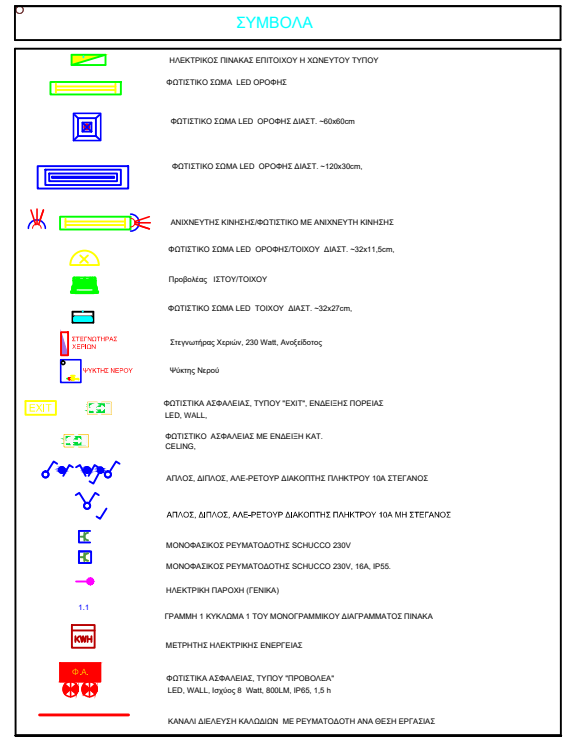 ΣΥΜΒΟΛΑ
ΗΛΕΚΤΡΙΚΟΣ ΠΙΝΑΚΑΣ ΕΠΙΤΟΙΧΟΥ Η ΧΩΝΕΥΤΟΥ ΤΥΠΟΥ
ΦΩΤΙΣΤΙΚΟ ΣΩΜΑ LED ΟΡΟΦΗΣ
ΦΩΤΙΣΤΙΚΟ ΣΩΜΑ LED ΟΡΟΦΗΣ ΔΙΑΣΤ. ~60x60cm
ΦΩΤΙΣΤΙΚΟ ΣΩΜΑ LED ΟΡΟΦΗΣ ΔΙΑΣΤ. ~120x30cm,
ΑΝΙΧΝΕΥΤΗΣ ΚΙΝΗΣΗΣ/ΦΩΤΙΣΤΙΚΟ ΜΕ ΑΝΙΧΝΕΥΤΗ ΚΙΝΗΣΗΣ
ΦΩΤΙΣΤΙΚΟ ΣΩΜΑ LED ΟΡΟΦΗΣ/ΤΟΙΧΟΥ ΔΙΑΣΤ. ~32x11,5cm,
Προβολέας ΙΣΤΟΥ/ΤΟΙΧΟΥ
ΦΩΤΙΣΤΙΚΟ ΣΩΜΑ LED ΤΟΙΧΟΥ ΔΙΑΣΤ. ~32x27cm,
ΣΤΕΓΝΩΤΗΡΑΣ
ΧΕΡΙΩΝ
Στεγνωτήρας Χεριών, 230 Watt, Ανοξείδοτος
ΨΥΚΤΗΣ ΝΕΡΟΥ
Ψύκτης Νερού
EXIT
ΦΩΤΙΣΤΙΚΑ ΑΣΦΑΛΕΙΑΣ, ΤΥΠΟΥ "EXIT", ΕΝΔΕΙΞΗΣ ΠΟΡΕΙΑΣ
LED, WALL,
ΦΩΤΙΣΤΙΚΟ ΑΣΦΑΛΕΙΑΣ ΜΕ ΕΝΔΕΙΞΗ ΚΑΤ.
CELING,
ΑΠΛΟΣ, ΔΙΠΛΟΣ, ΑΛΕ-ΡΕΤΟΥΡ ΔΙΑΚΟΠΤΗΣ ΠΛΗΚΤΡΟΥ 10Α ΣΤΕΓΑΝΟΣ
ΑΠΛΟΣ, ΔΙΠΛΟΣ, ΑΛΕ-ΡΕΤΟΥΡ ΔΙΑΚΟΠΤΗΣ ΠΛΗΚΤΡΟΥ 10Α ΜΗ ΣΤΕΓΑΝΟΣ
ΜΟΝΟΦΑΣΙΚΟΣ ΡΕΥΜΑΤΟΔΟΤΗΣ SCHUCCO 230V
ΜΟΝΟΦΑΣΙΚΟΣ ΡΕΥΜΑΤΟΔΟΤΗΣ SCHUCCO 230V, 16A, IP55.
ΗΛΕΚΤΡΙΚΗ ΠΑΡΟΧΗ (ΓΕΝΙΚΑ)
1.1
ΓΡΑΜΜΗ 1 ΚΥΚΛΩΜΑ 1 ΤΟΥ ΜΟΝΟΓΡΑΜΜΙΚΟΥ ΔΙΑΓΡΑΜΜΑΤΟΣ ΠΙΝΑΚΑ
KWH
ΜΕΤΡΗΤΗΣ ΗΛΕΚΤΡΙΚΗΣ ΕΝΕΡΓΕΙΑΣ
Φ.Α.
ΦΩΤΙΣΤΙΚΑ ΑΣΦΑΛΕΙΑΣ, ΤΥΠΟΥ "ΠΡΟΒΟΛΕΑ"
LED, WALL, Ισχύος 8 Watt, 800LM, IP65, 1,5 h
ΚΑΝΑΛΙ ΔΙΕΛΕΥΣΗ ΚΑΛΩΔΙΩΝ ΜΕ ΡΕΥΜΑΤΟΔΟΤΗ ΑΝΑ ΘΕΣΗ ΕΡΓΑΣΙΑΣ